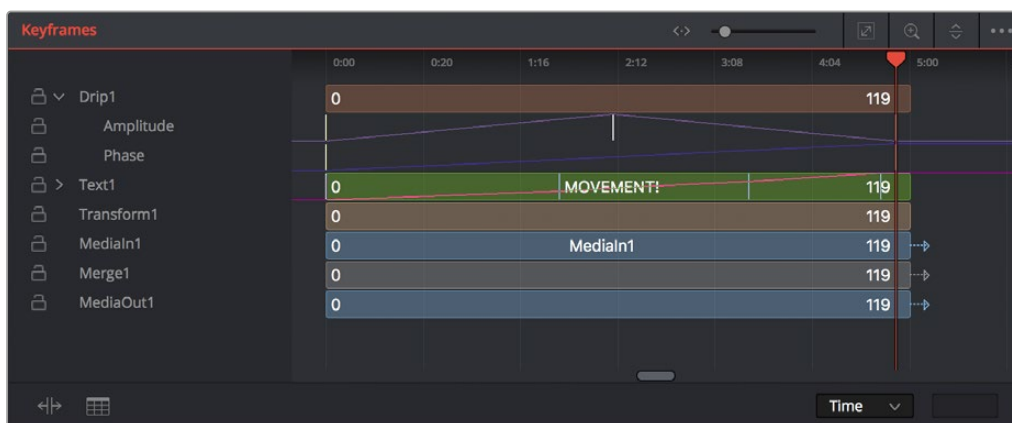 Keyframes
0:00 0:20 1:16 2:12 3:08 4:04 5:00
Drip1 0 119
Amplitude
Phase
Text1 0 MOVEMENT! 119
Transform1 0 119
MediaIn1 0 MediaIn1 119
Merge1 0 119
MediaOut1 0 119
Time